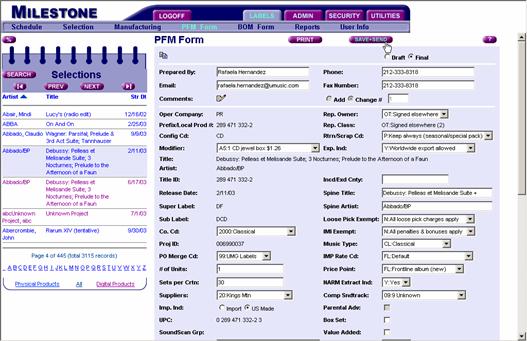 MILESTONE
LOGOFF LABELS ADMIN SECURITY UTILITIES
Schedule Selection Manufacturing PFM Form BOM Form Reports User Info
PFM Form PRINT SAVE+SEND ?
Draft Final
SEARCH Selections
PREV NEXT
Artist Title Str Dt
Abair, Mindi Lucy's (radio edit) 12/16/02
ABBA On And On 2/25/03
Abbado, Claudio Wagner: Parsifal; Prelude & 3rd Act Suite; Tannhauser 9/9/03
Abbado/BP Debussy: Pelleas et Melisande Suite; 3 Nocturnes; Prelude to the Afternoon of a Faun 2/11/03
Abbado/BP Debussy: Pelleas et Melisande Suite; 3 Nocturnes; Prelude to the Afternoon of a Faun 6/17/03
abcUnknown Project, abc Unknown Project 7/1/03
Abercrombie, John Rarum XIV (tentative) 9/30/03
Page 4 of 445 (total 3115 records)
A B C D E F G H I J K L M N O P Q R S T U V W X Y Z
Physical Products All Digital Products
Prepared By: Rafaela Hernandez Phone: 212-333-8318
Email: rafaela.hernandez@umusic.com Fax Number: 212-333-8318
Comments: Add Change #
Oper Company: PR Rep. Owner: OT:Signed elsewhere
Prefix/Local Prod #: 289 471 332-2 Rep. Class: OT:Signed elsewhere (2)
Config Cd: CD Rtrn/Scrap Cd: P:Keep always (seasonal/special pack)
Modifier: A5:1 CD jewel box $1.26 Exp. Ind: Y:Worldwide export allowed
Title: Debussy: Pelleas et Melisande Suite; 3 Nocturnes; Prelude to the Afternoon of a Faun
Artist: Abbado/BP
Title ID: 289 471 332-2 Incd/Exd Cnty:
Release Date: 2/11/03 Spine Title: Debussy: Pelleas et Melisande Suite +
Super Label: DF Spine Artist: Abbado/BP
Sub Label: DCD Loose Pick Exempt: N:All loose pick charges apply
Co. Cd: 2000:Classical IMI Exempt: N:All penalties & bonuses apply
Proj ID: 006990037 Music Type: CL:Classical
PO Merge Cd: 99:UMG Labels IMP Rate Cd: FL:Default
# of Units: 1 Price Point: FL:Frontline album (new)
Sets per Crtn: 30 NARM Extract Ind: Y:Yes
Suppliers: 20:Kings Mtn Comp Sndtrack: 09:9 Unknown
Imp. Ind: Import US Made Parental Adv:
UPC: 0 289 471 332-2 3 Box Set:
SoundScan Grp: Value Added: